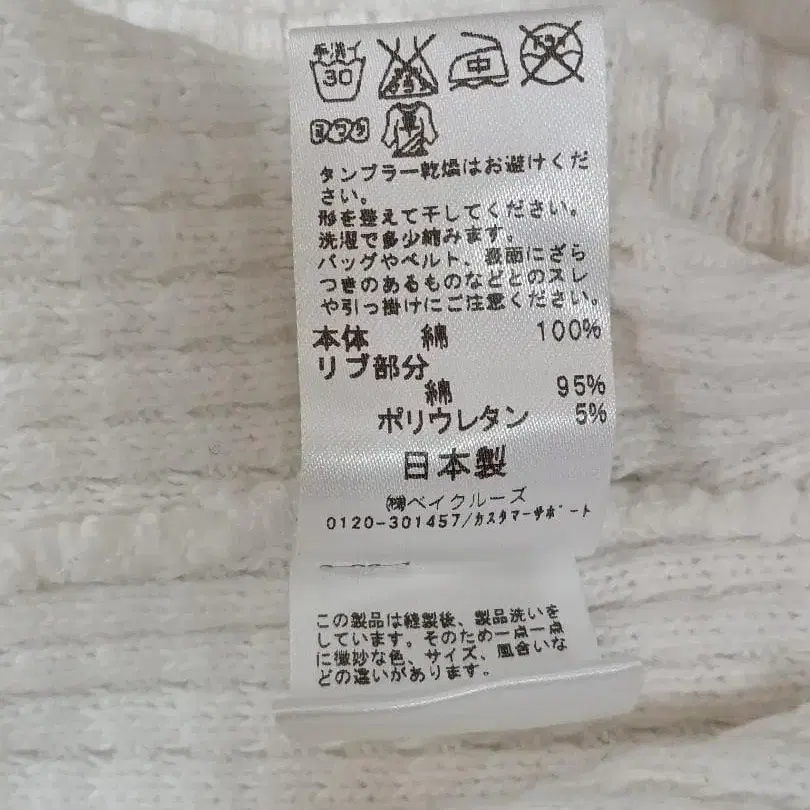 手洗イ
30
中
ヨワク
タンブラー乾燥はお避けくだ
さい。
形を整えて干してください。
洗濯で多少縮みます。
バッグやベルト、表面にざら
つきのあるものなどとのスレ
や引っ掛けにご注意ください。
本体 綿 100%
リブ部分
綿 95%
ポリウレタン 5%
日本製
㈱ベイクルーズ
0120-301457/カスタマーサポート
この製品は縫製後、製品洗いを
しています。そのため一点一点
に微妙な色、サイズ、風合いな
どの違いがあります。